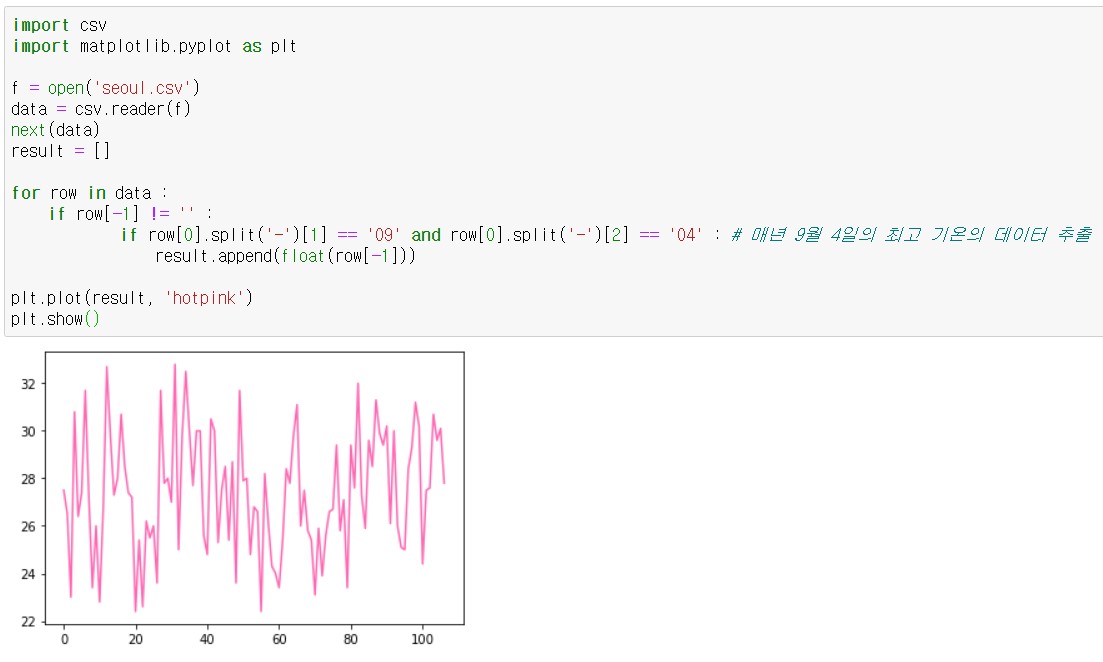 import csv
import matplotlib.pyplot as plt
f = open('seoul.csv')
data = csv.reader(f)
next(data)
result = []
for row in data :
    if row[-1] != '' :
            if row[0].split('-')[1] == '09' and row[0].split('-')[2] == '04' : # 매년 9월 4일의 최고 기온의 데이터 추출
                result.append(float(row[-1]))
plt.plot(result, 'hotpink')
plt.show()
32
30
28
26
24
22
0 20 40 60 80 100